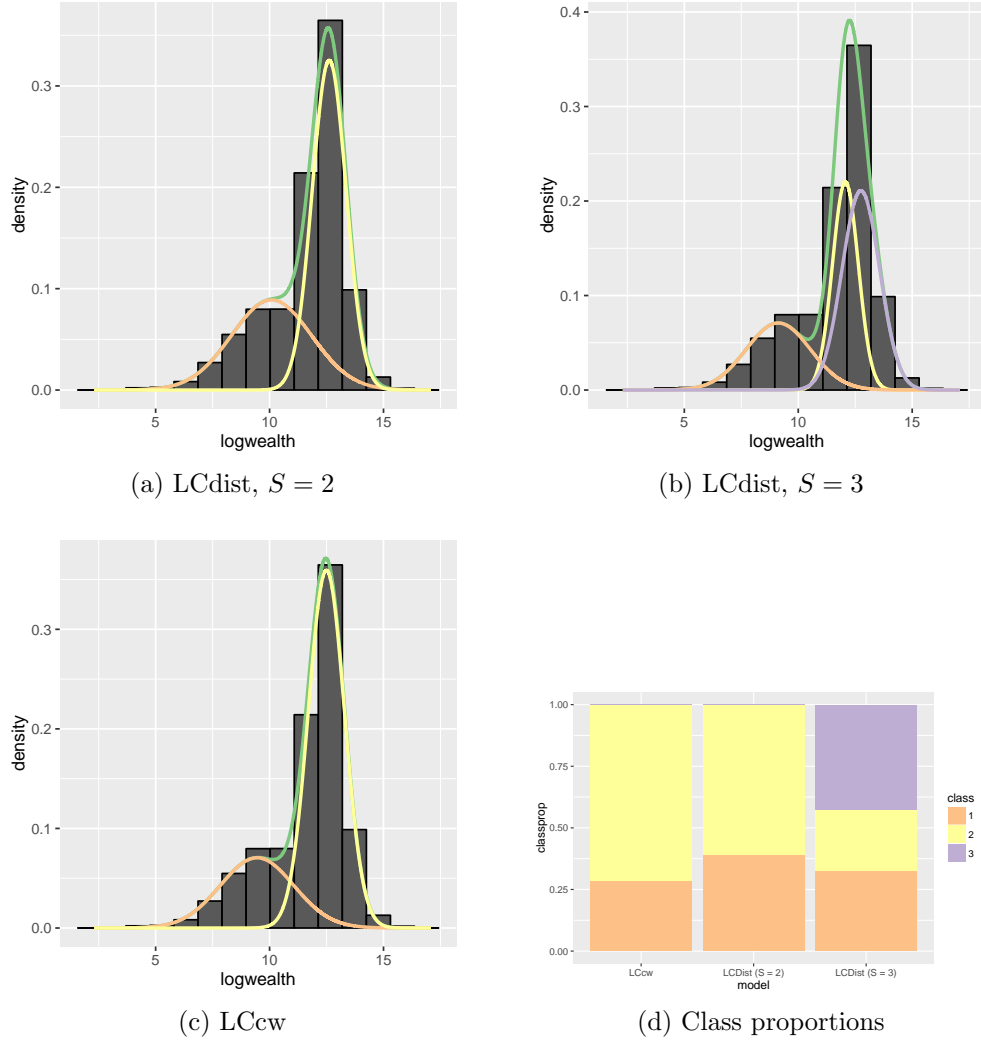 0.3
0.2
0.1
0.0
density
5 10 15
logwealth
(a) LCdist, S = 2
0.4
0.3
0.2
0.1
0.0
density
5 10 15
logwealth
(b) LCdist, S = 3
0.3
0.2
0.1
0.0
density
5 10 15
logwealth
(c) LCcw
1.00
0.75
0.50
0.25
0.00
classprop
LCcw LCDist (S = 2) LCDist (S = 3)
model
class
1
2
3
(d) Class proportions